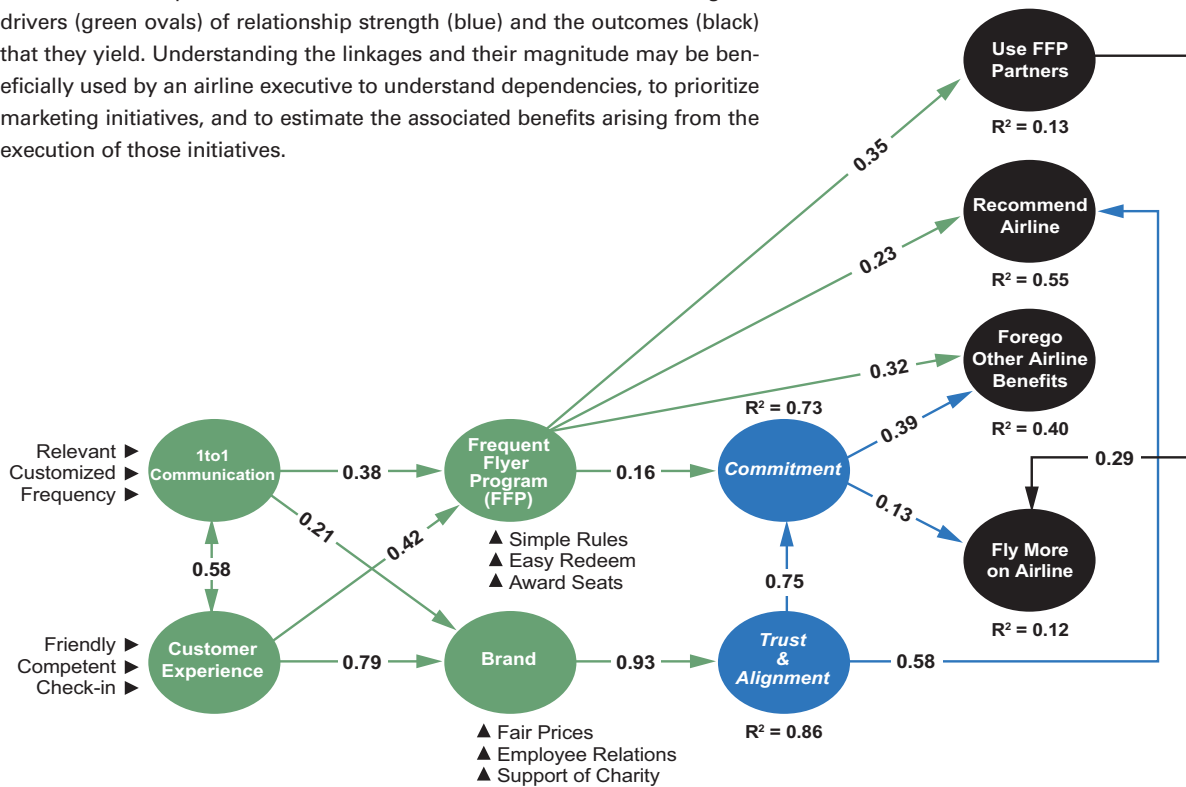 drivers (green ovals) of relationship strength (blue) and the outcomes (black)
that they yield. Understanding the linkages and their magnitude may be ben-
eficially used by an airline executive to understand dependencies, to prioritize
marketing initiatives, and to estimate the associated benefits arising from the
execution of those initiatives.
Use FFP
Partners
R² = 0.13
0.35
Recommend
Airline
R² = 0.55
0.23
Forego
Other Airline
Benefits
R² = 0.40
0.32
R² = 0.73
0.39
Relevant ▶
Customized ▶
Frequency ▶
1to1
Communication
0.38
Frequent
Flyer
Program
(FFP)
0.16
Commitment
0.29
0.13
0.21
0.42
▲ Simple Rules
▲ Easy Redeem
▲ Award Seats
Fly More
on Airline
R² = 0.12
0.58
0.75
Friendly ▶
Competent ▶
Check-in ▶
Customer
Experience
0.79
Brand
0.93
Trust
&
Alignment
0.58
R² = 0.86
▲ Fair Prices
▲ Employee Relations
▲ Support of Charity